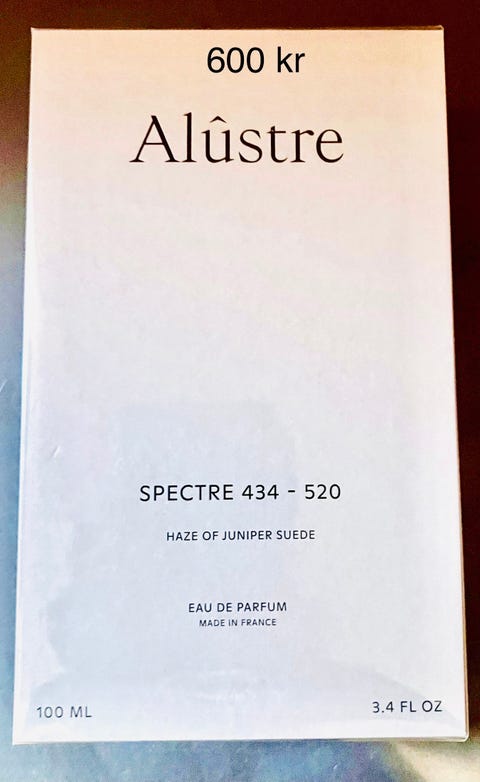 600 kr
Alûstre
SPECTRE 434 - 520
HAZE OF JUNIPER SUEDE
EAU DE PARFUM
MADE IN FRANCE
100 ML
3.4 FL OZ